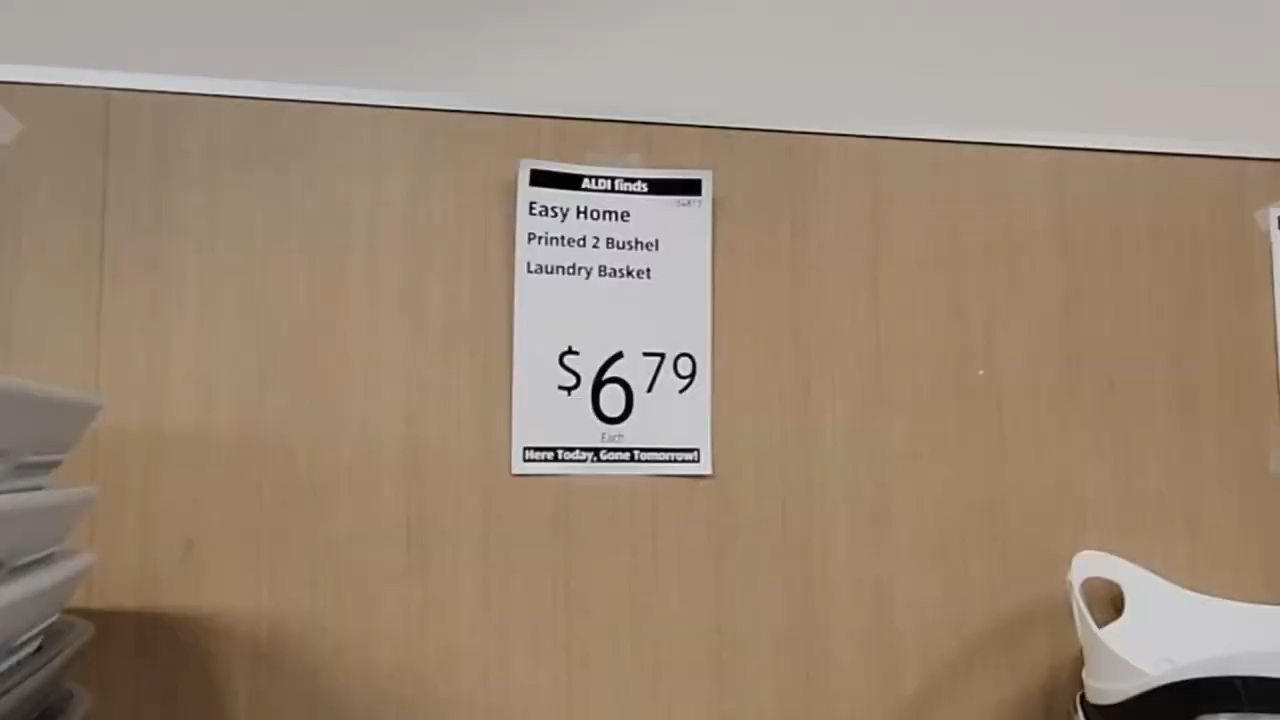 ALDI finds
Easy Home
Printed 2 Bushel
Laundry Basket
$6 79
Each
Here Today, Gone Tomorrow!